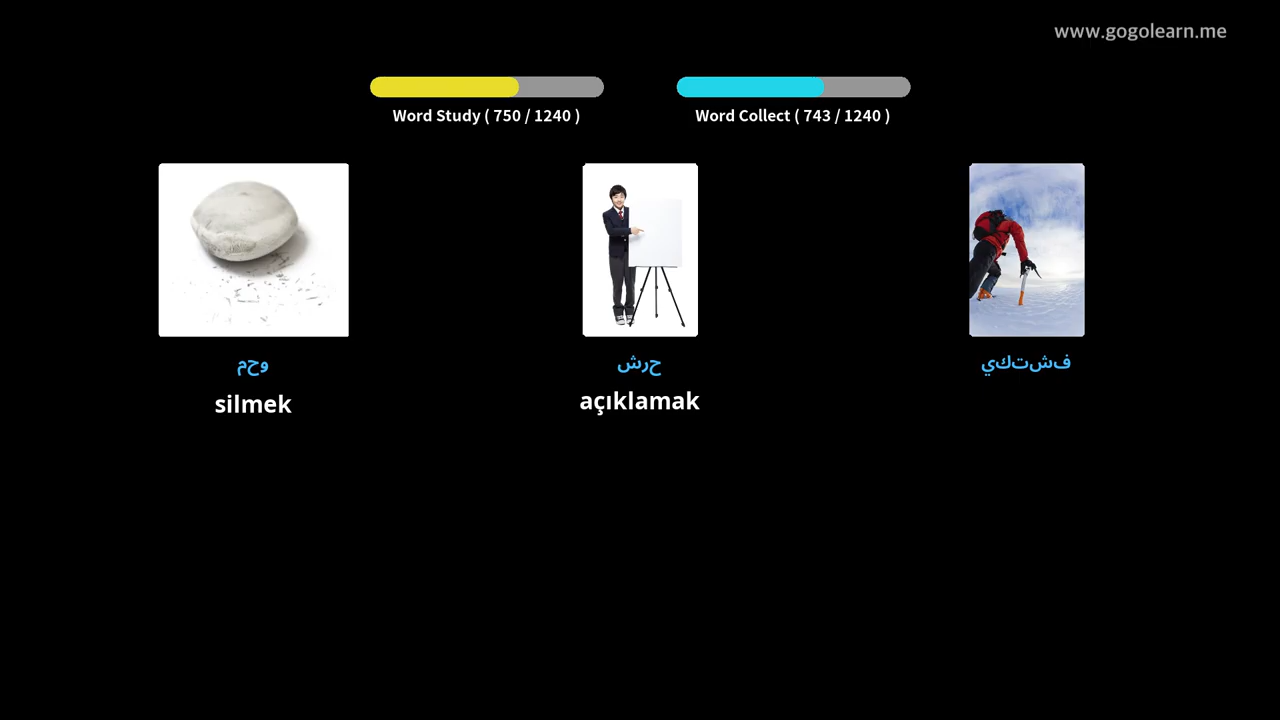 www.gogolearn.me
Word Study ( 750 / 1240 )
Word Collect ( 743 / 1240 )
وحم
حرش
فشتكي
silmek
açıklamak